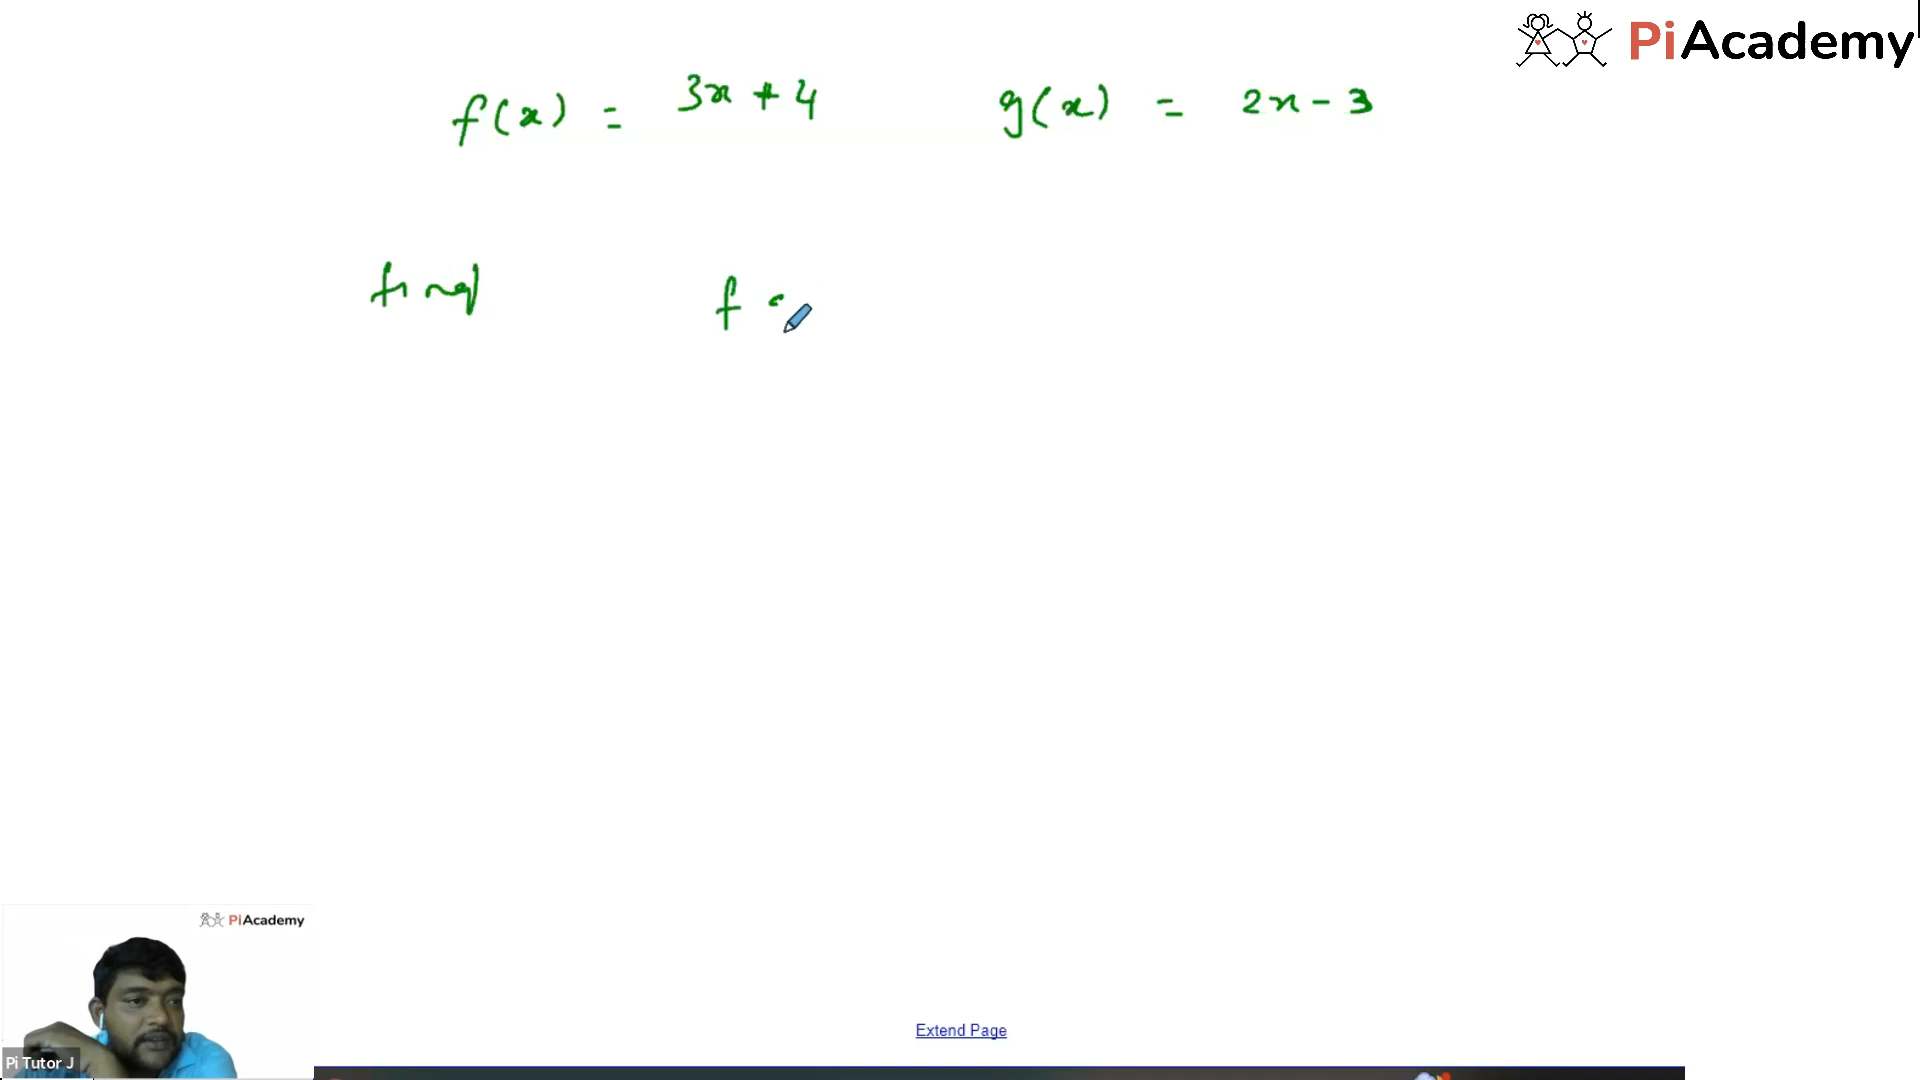 PiAcademy
f(x) = 3x + 4 g(x) = 2x - 3
find f
Extend Page
PiAcademy
Pi Tutor J